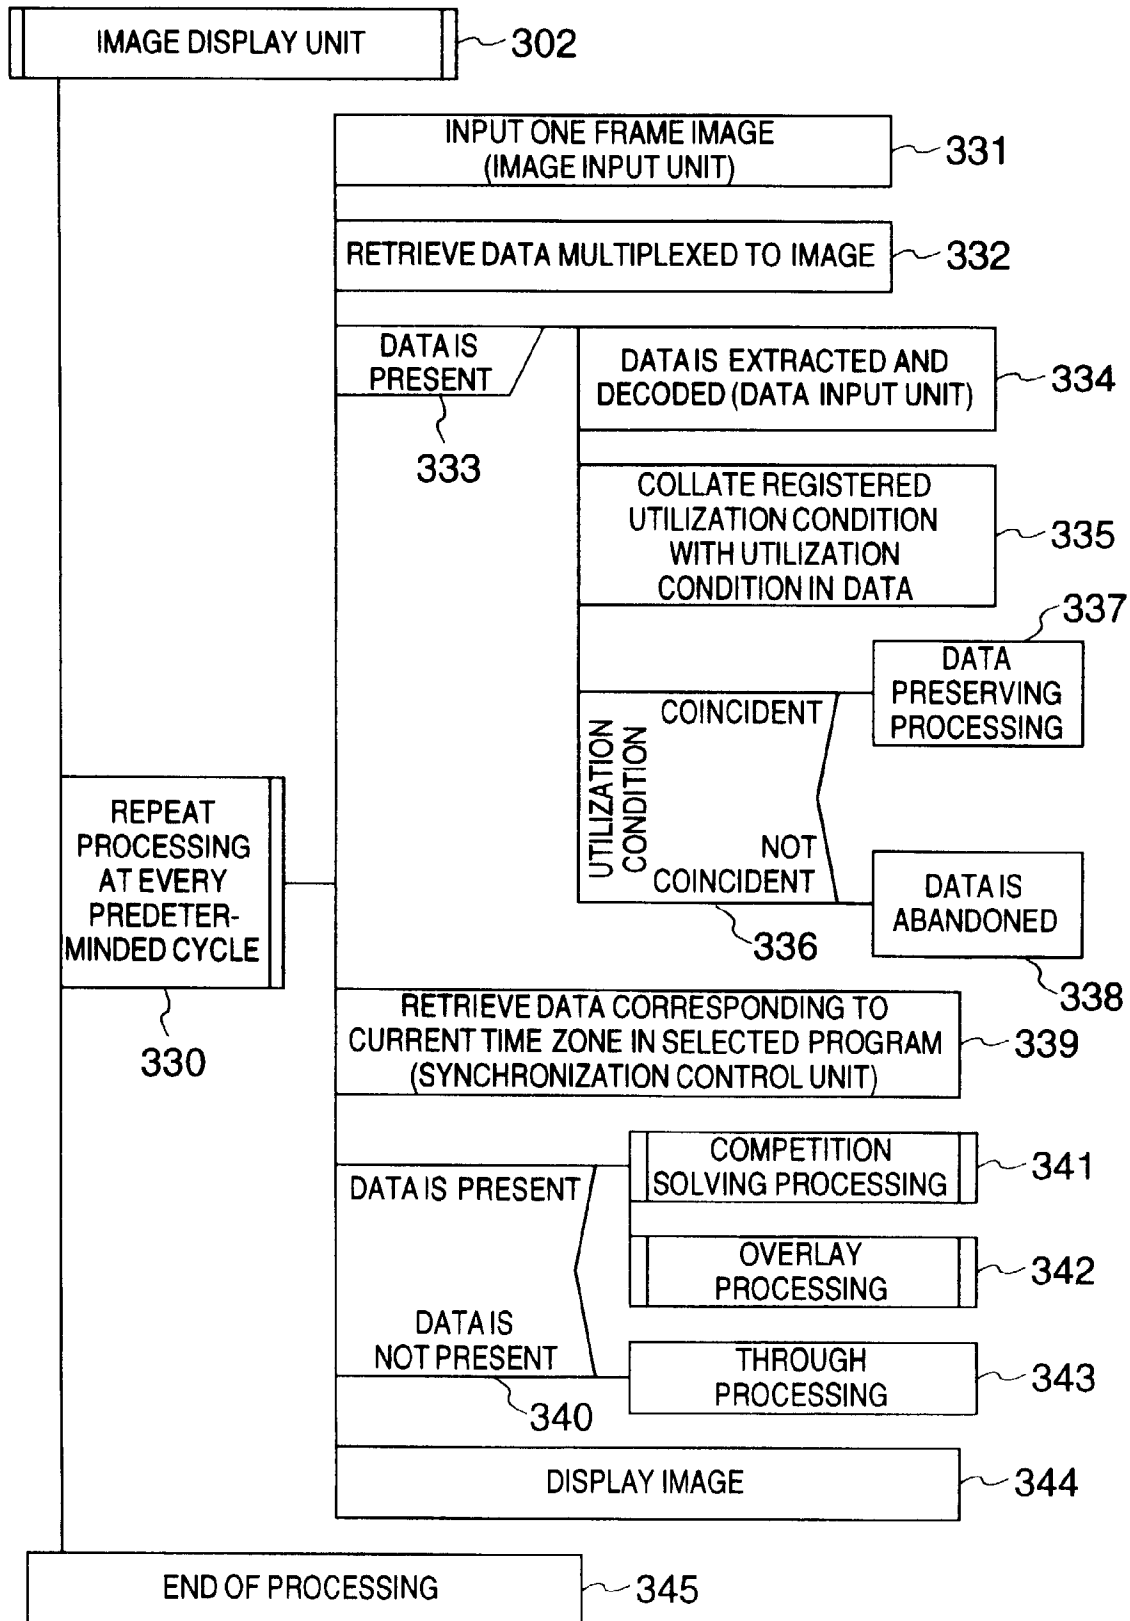 IMAGE DISPLAY UNIT
302
INPUT ONE FRAME IMAGE
(IMAGE INPUT UNIT)
331
RETRIEVE DATA MULTIPLEXED TO IMAGE
332
DATA IS
PRESENT
333
DATA IS EXTRACTED AND
DECODED (DATA INPUT UNIT)
334
COLLATE REGISTERED
UTILIZATION CONDITION
WITH UTILIZATION
CONDITION IN DATA
335
UTILIZATION
CONDITION
COINCIDENT
NOT
COINCIDENT
336
337
DATA
PRESERVING
PROCESSING
DATA IS
ABANDONED
338
REPEAT
PROCESSING
AT EVERY
PREDETER-
MINDED CYCLE
330
RETRIEVE DATA CORRESPONDING TO
CURRENT TIME ZONE IN SELECTED PROGRAM
(SYNCHRONIZATION CONTROL UNIT)
339
DATA IS PRESENT
DATA IS
NOT PRESENT
340
COMPETITION
SOLVING PROCESSING
341
OVERLAY
PROCESSING
342
THROUGH
PROCESSING
343
DISPLAY IMAGE
344
END OF PROCESSING
345